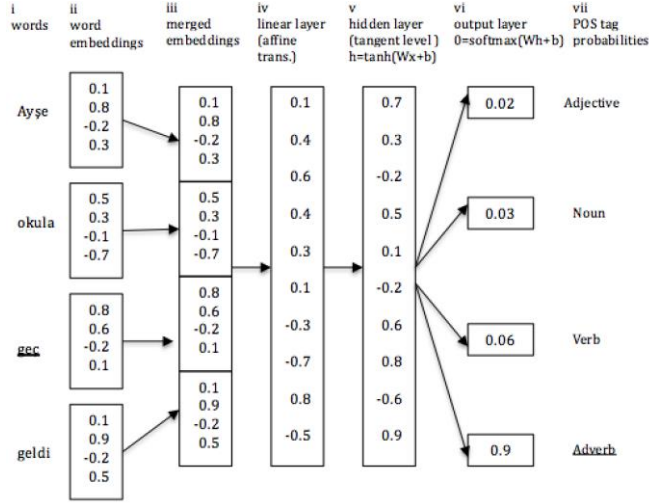 i
words
ii
word
embeddings
iii
merged
embeddings
iv
linear layer
(affine
trans.)
v
hidden layer
(tangent level)
h=tanh(Wx+b)
vi
output layer
0=softmax(Wh+b)
vii
POS tag
probabilities
Ayşe
okula
geç
geldi
0.1
0.8
-0.2
0.3
0.5
0.3
-0.1
-0.7
0.8
0.6
-0.2
0.1
0.1
0.9
-0.2
0.5
0.1
0.8
-0.2
0.3
0.5
0.3
-0.1
-0.7
0.8
0.6
-0.2
0.1
0.1
0.9
-0.2
0.5
0.1
0.4
0.6
0.4
0.3
0.1
-0.3
-0.7
0.8
-0.5
0.7
0.3
-0.2
0.5
0.1
-0.2
0.6
0.8
-0.6
0.9
0.02
0.03
0.06
0.9
Adjective
Noun
Verb
Adverb